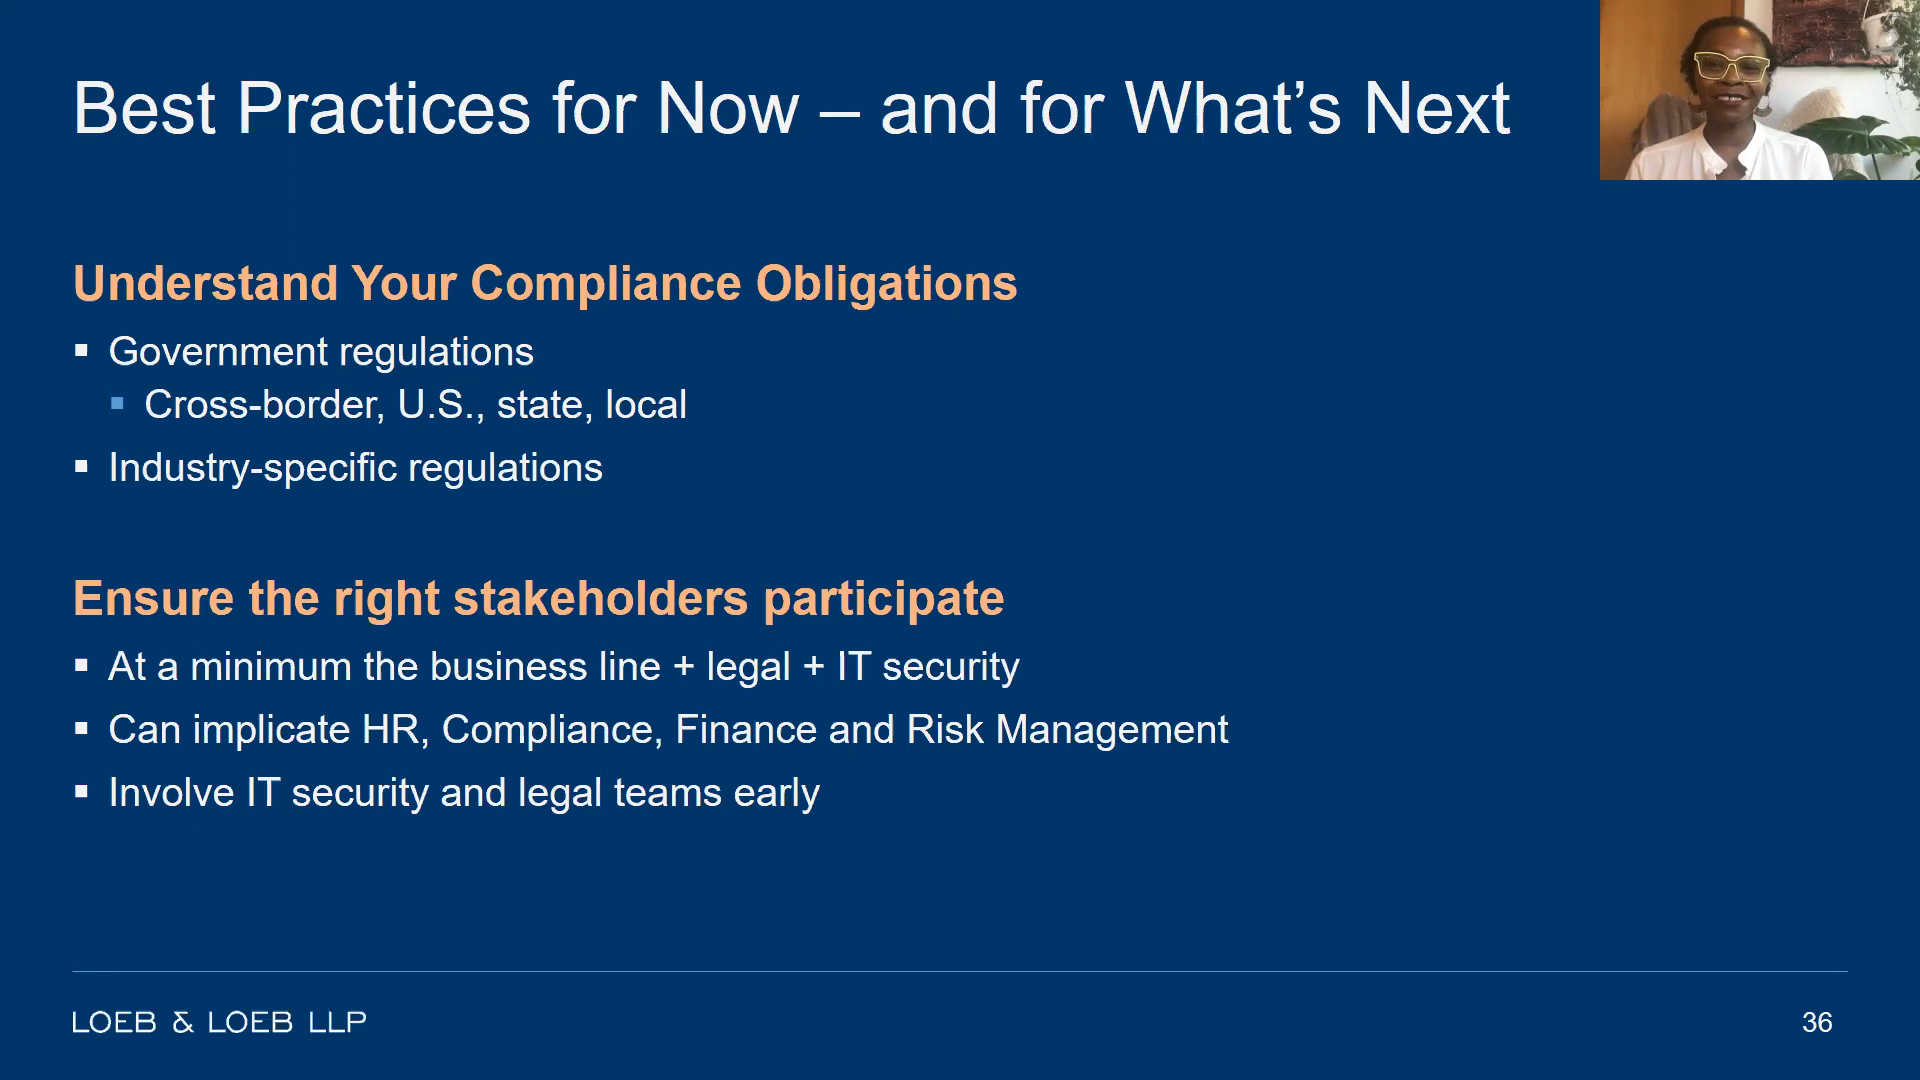 Best Practices for Now – and for What’s Next
Understand Your Compliance Obligations
Government regulations
Cross-border, U.S., state, local
Industry-specific regulations
Ensure the right stakeholders participate
At a minimum the business line + legal + IT security
Can implicate HR, Compliance, Finance and Risk Management
Involve IT security and legal teams early
LOEB & LOEB LLP
36